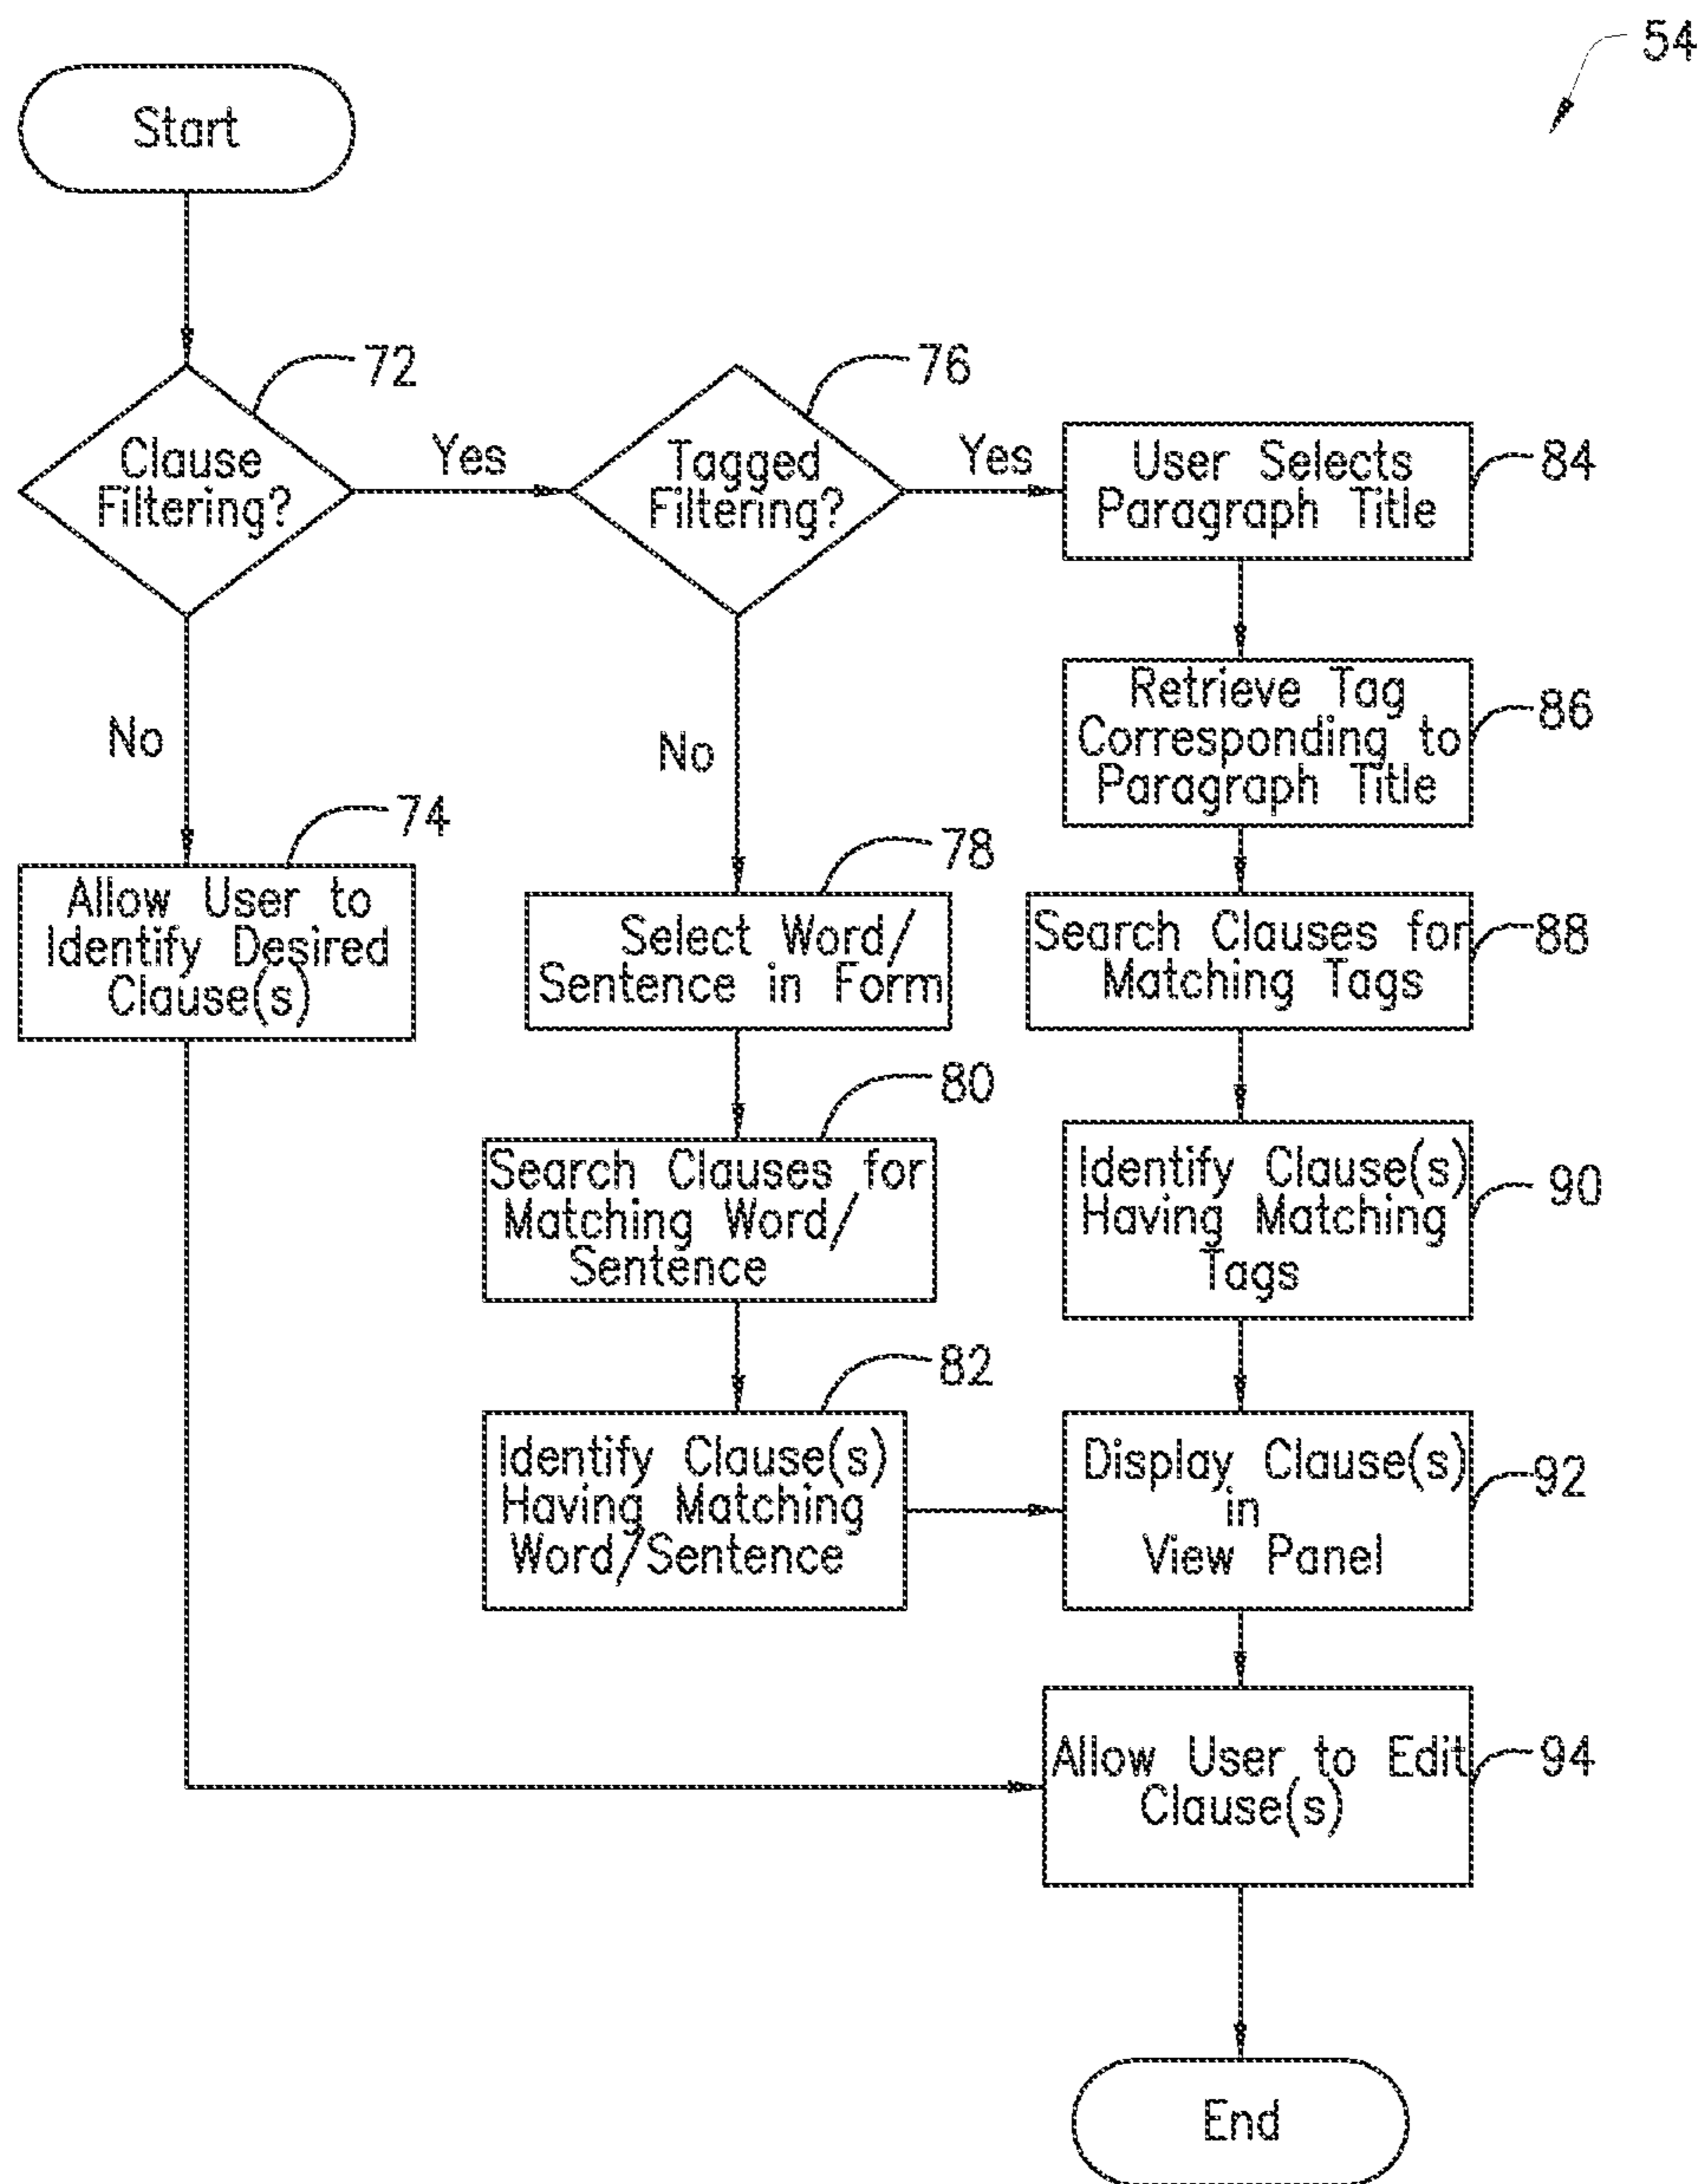 54
Start
72
Clause
Filtering?
Yes
76
Tagged
Filtering?
Yes
User Selects
Paragraph Title
84
Retrieve Tag
Corresponding to
Paragraph Title
86
No
No
74
Allow User to
Identify Desired
Clause(s)
78
Select Word/
Sentence in Form
Search Clauses for
Matching Tags
88
80
Search Clauses for
Matching Word/
Sentence
Identify Clause(s)
Having Matching
Tags
90
82
Identify Clause(s)
Having Matching
Word/Sentence
Display Clause(s)
in
View Panel
92
Allow User to Edit
Clause(s)
94
End